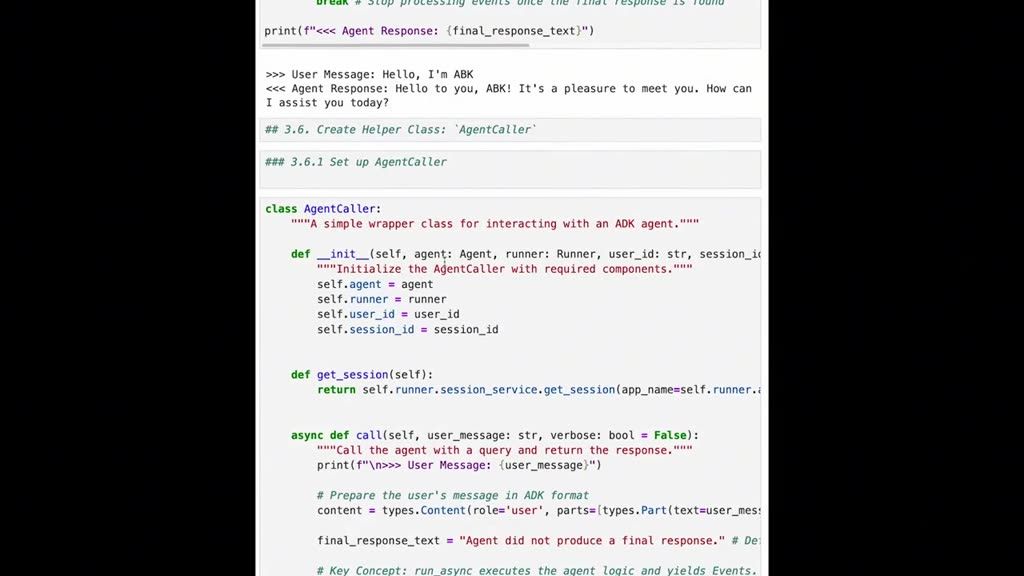 break # Stop processing events once the final response is found
print(f"<<< Agent Response: {final_response_text}")
>>> User Message: Hello, I'm ABK
<<< Agent Response: Hello to you, ABK! It's a pleasure to meet you. How can
I assist you today?
## 3.6. Create Helper Class: `AgentCaller`
### 3.6.1 Set up AgentCaller
class AgentCaller:
"""A simple wrapper class for interacting with an ADK agent."""
def __init__(self, agent: Agent, runner: Runner, user_id: str, session_id
"""Initialize the AgentCaller with required components."""
self.agent = agent
self.runner = runner
self.user_id = user_id
self.session_id = session_id
def get_session(self):
return self.runner.session_service.get_session(app_name=self.runner.a
async def call(self, user_message: str, verbose: bool = False):
"""Call the agent with a query and return the response."""
print(f"\n>>> User Message: {user_message}")
# Prepare the user's message in ADK format
content = types.Content(role='user', parts=[types.Part(text=user_mess
final_response_text = "Agent did not produce a final response." # De
# Key Concept: run_async executes the agent logic and yields Events.